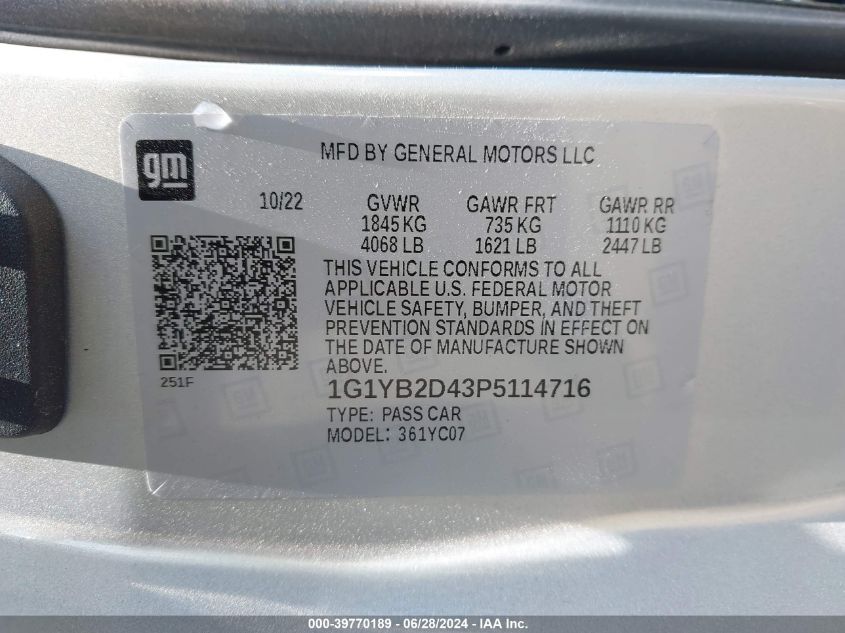 gm
MFD BY GENERAL MOTORS LLC
10/22 GVWR GAWR FRT GAWR RR
1845 KG 735 KG 1110 KG
4068 LB 1621 LB 2447 LB
THIS VEHICLE CONFORMS TO ALL
APPLICABLE U.S. FEDERAL MOTOR
VEHICLE SAFETY, BUMPER, AND THEFT
PREVENTION STANDARDS IN EFFECT ON
THE DATE OF MANUFACTURE SHOWN
ABOVE.
251F
1G1YB2D43P5114716
TYPE: PASS CAR
MODEL: 361YC07
000-39770189 - 06/28/2024 - IAA Inc.